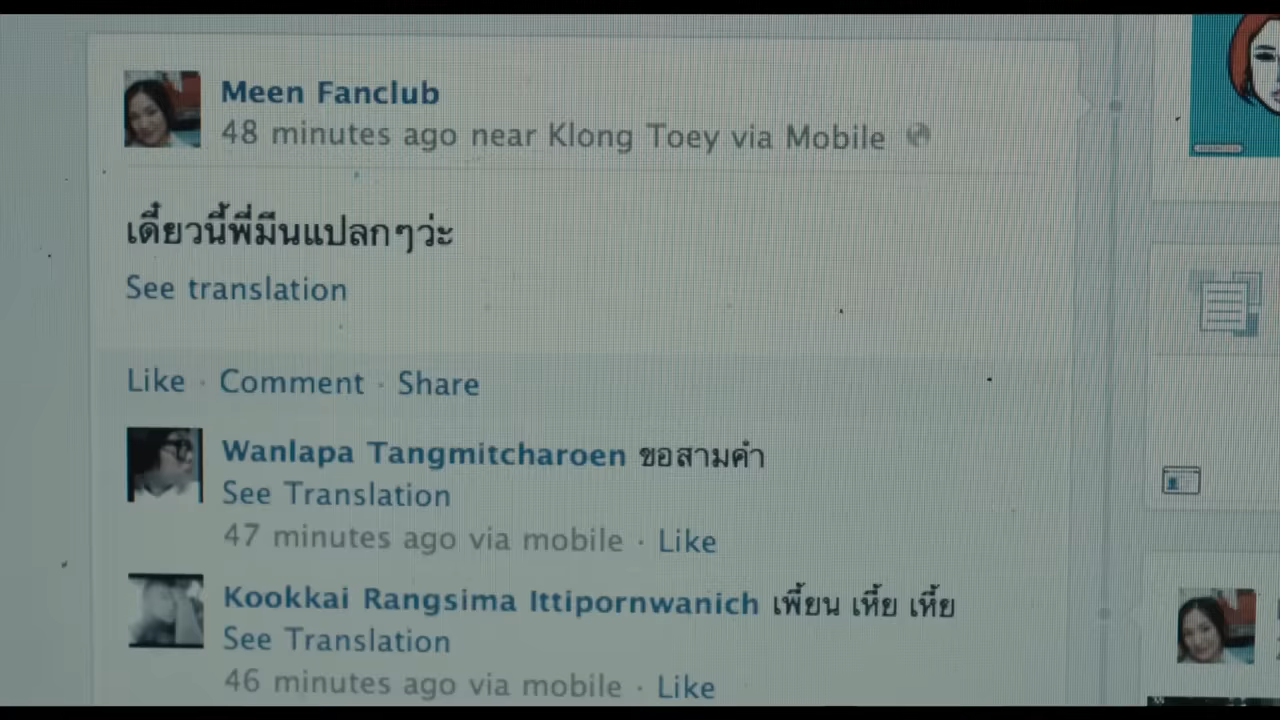 Meen Fanclub
48 minutes ago near Klong Toey via Mobile
เดี๋ยวนี้พี่มีนแปลกๆว่ะ
See translation
Like · Comment · Share
Wanlapa Tangmitcharoen ขอสามคำ
See Translation
47 minutes ago via mobile · Like
Kookkai Rangsima Ittipornwanich เพี้ยน เหี้ย เหี้ย
See Translation
46 minutes ago via mobile · Like